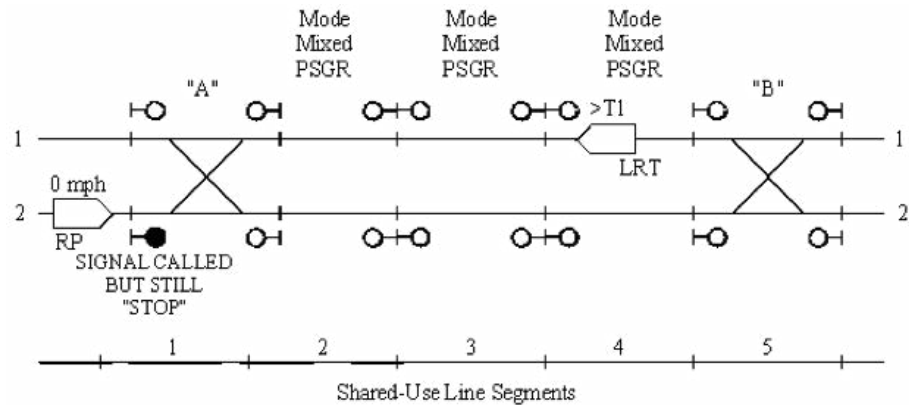 Mode
Mixed
PSGR
Mode
Mixed
PSGR
Mode
Mixed
PSGR
"A"
>T1
"B"
1
1
LRT
0 mph
2
2
RP
SIGNAL CALLED
BUT STILL
"STOP"
1
2
3
4
5
Shared-Use Line Segments